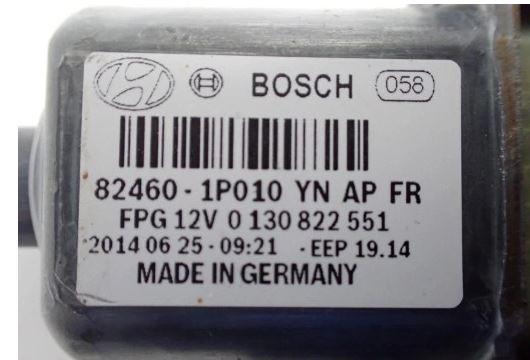 BOSCH 058
82460-1P010 YN AP FR
FPG 12V 0 130 822 551
2014 06 25 - 09:21 - EEP 19.14
MADE IN GERMANY